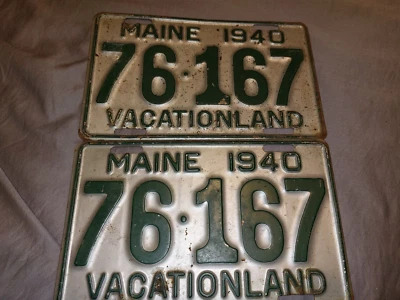 MAINE 1940
76·167
VACATIONLAND
MAINE 1940
76·167
VACATIONLAND